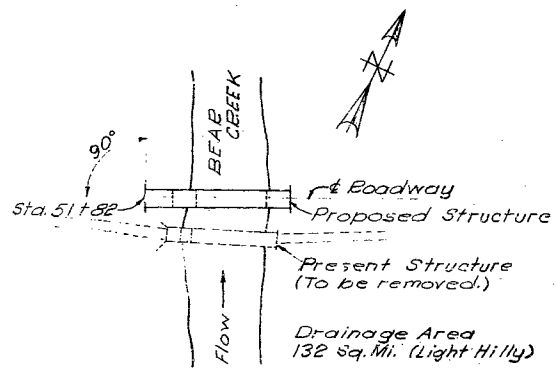 BEAR
CREEK
90°
℄ Roadway
Sta. 51+82
Proposed Structure
Present Structure
(To be removed.)
Flow
Drainage Area
132 Sq. Mi. (Light Hilly)